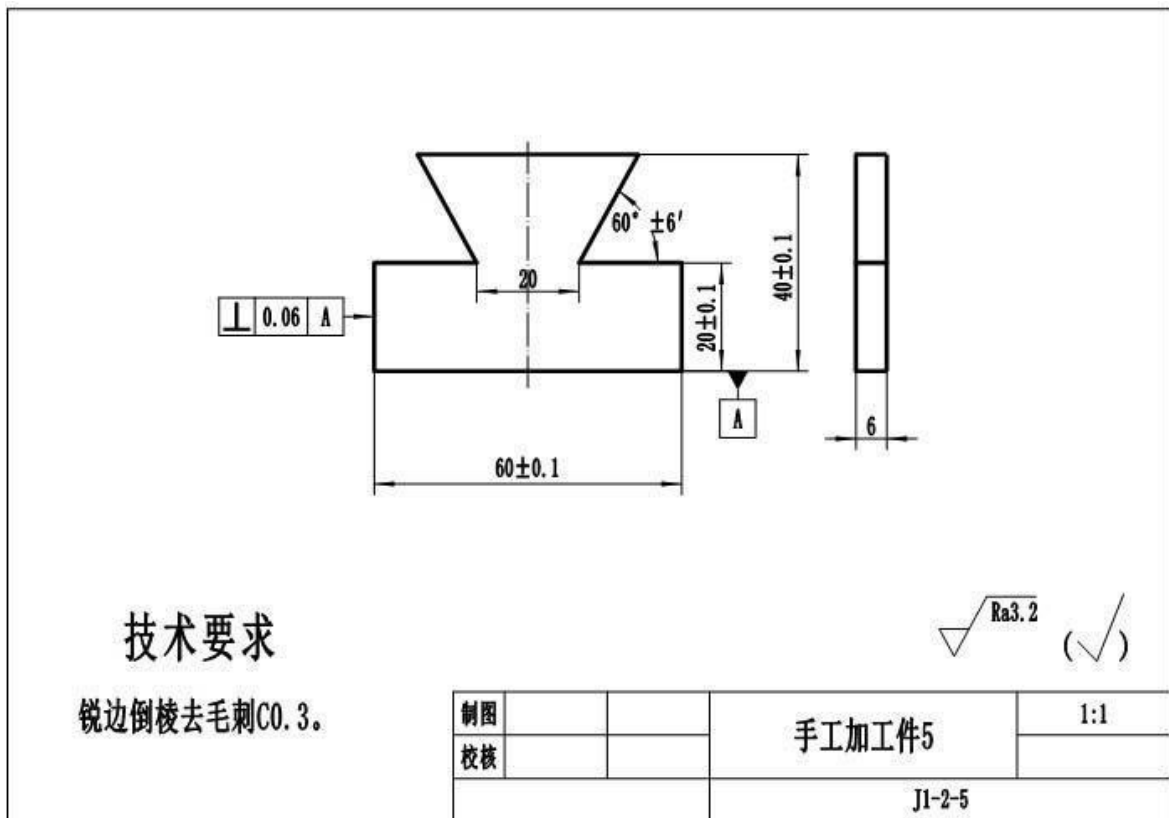 60° ±6′
20
40±0.1
20±0.1
⊥ 0.06 A
A
6
60±0.1
技术要求
锐边倒棱去毛刺C0.3。
Ra3.2
(√)
制图
校核
手工加工件5
1:1
J1-2-5